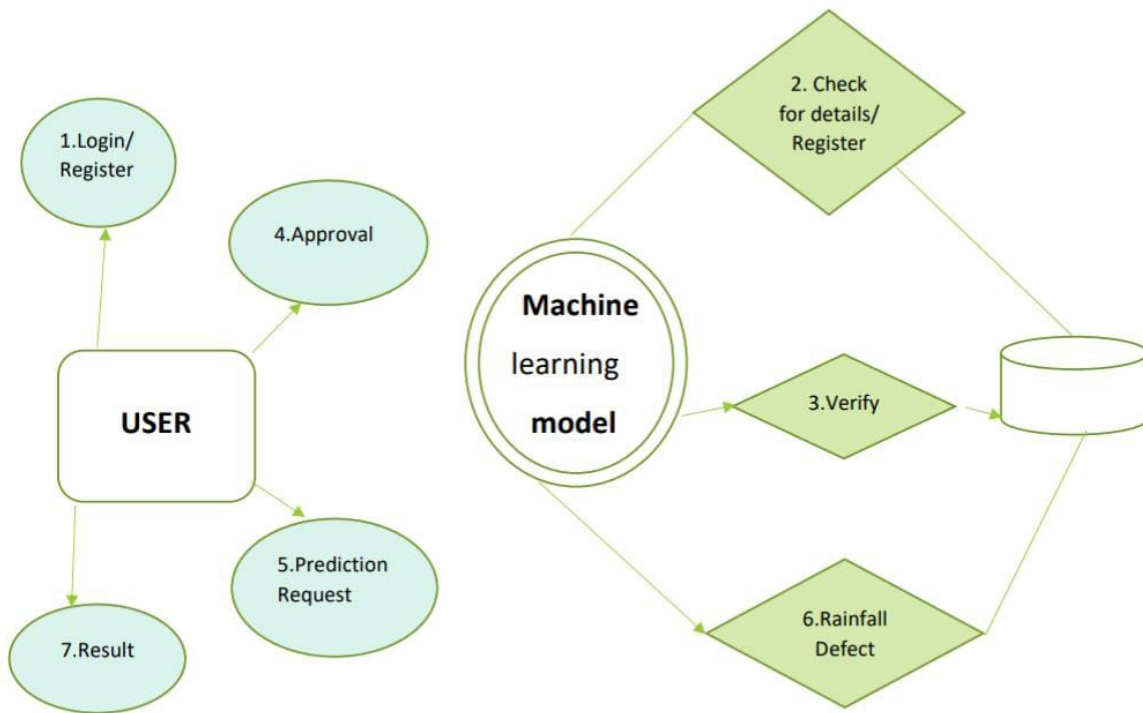 1.Login/
Register
4.Approval
USER
5.Prediction
Request
7.Result
Machine
learning
model
2. Check
for details/
Register
3.Verify
6.Rainfall
Defect